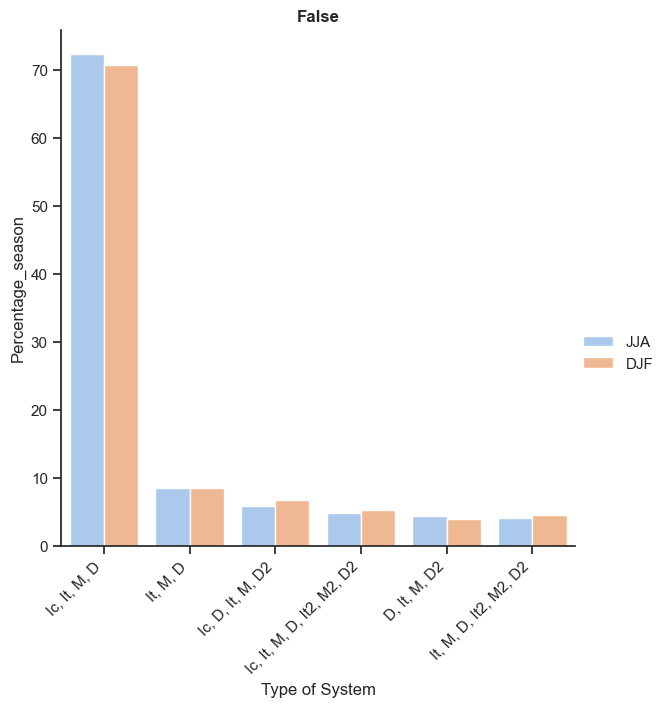 False
Percentage_season
70
60
50
40
30
20
10
0
Ic, It, M, D
It, M, D
Ic, D, It, M, D2
Ic, It, M, D, It2, M2, D2
D, It, M, D2
It, M, D, It2, M2, D2
Type of System
JJA
DJF